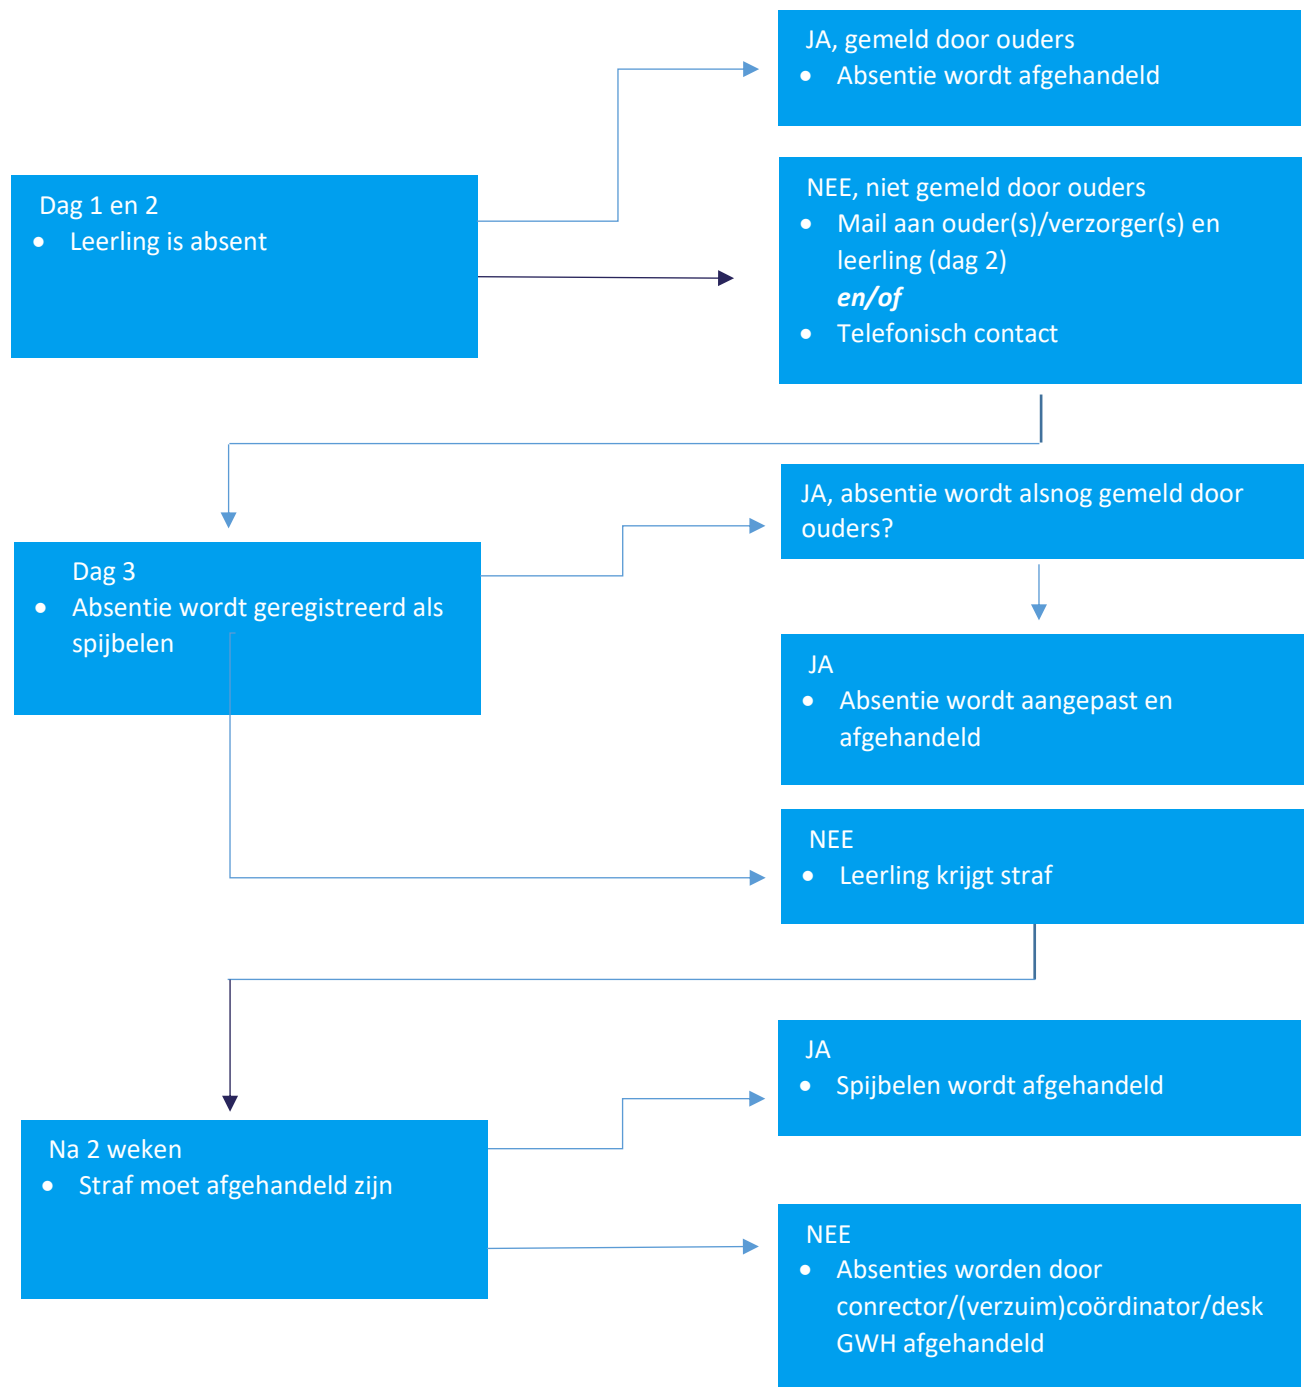 JA, gemeld door ouders
• Absentie wordt afgehandeld
Dag 1 en 2
• Leerling is absent
NEE, niet gemeld door ouders
• Mail aan ouder(s)/verzorger(s) en
leerling (dag 2)
en/of
• Telefonisch contact
JA, absentie wordt alsnog gemeld door
ouders?
Dag 3
• Absentie wordt geregistreerd als
spijbelen
JA
• Absentie wordt aangepast en
afgehandeld
NEE
• Leerling krijgt straf
JA
• Spijbelen wordt afgehandeld
Na 2 weken
• Straf moet afgehandeld zijn
NEE
• Absenties worden door
conrector/(verzuim)coördinator/desk
GWH afgehandeld